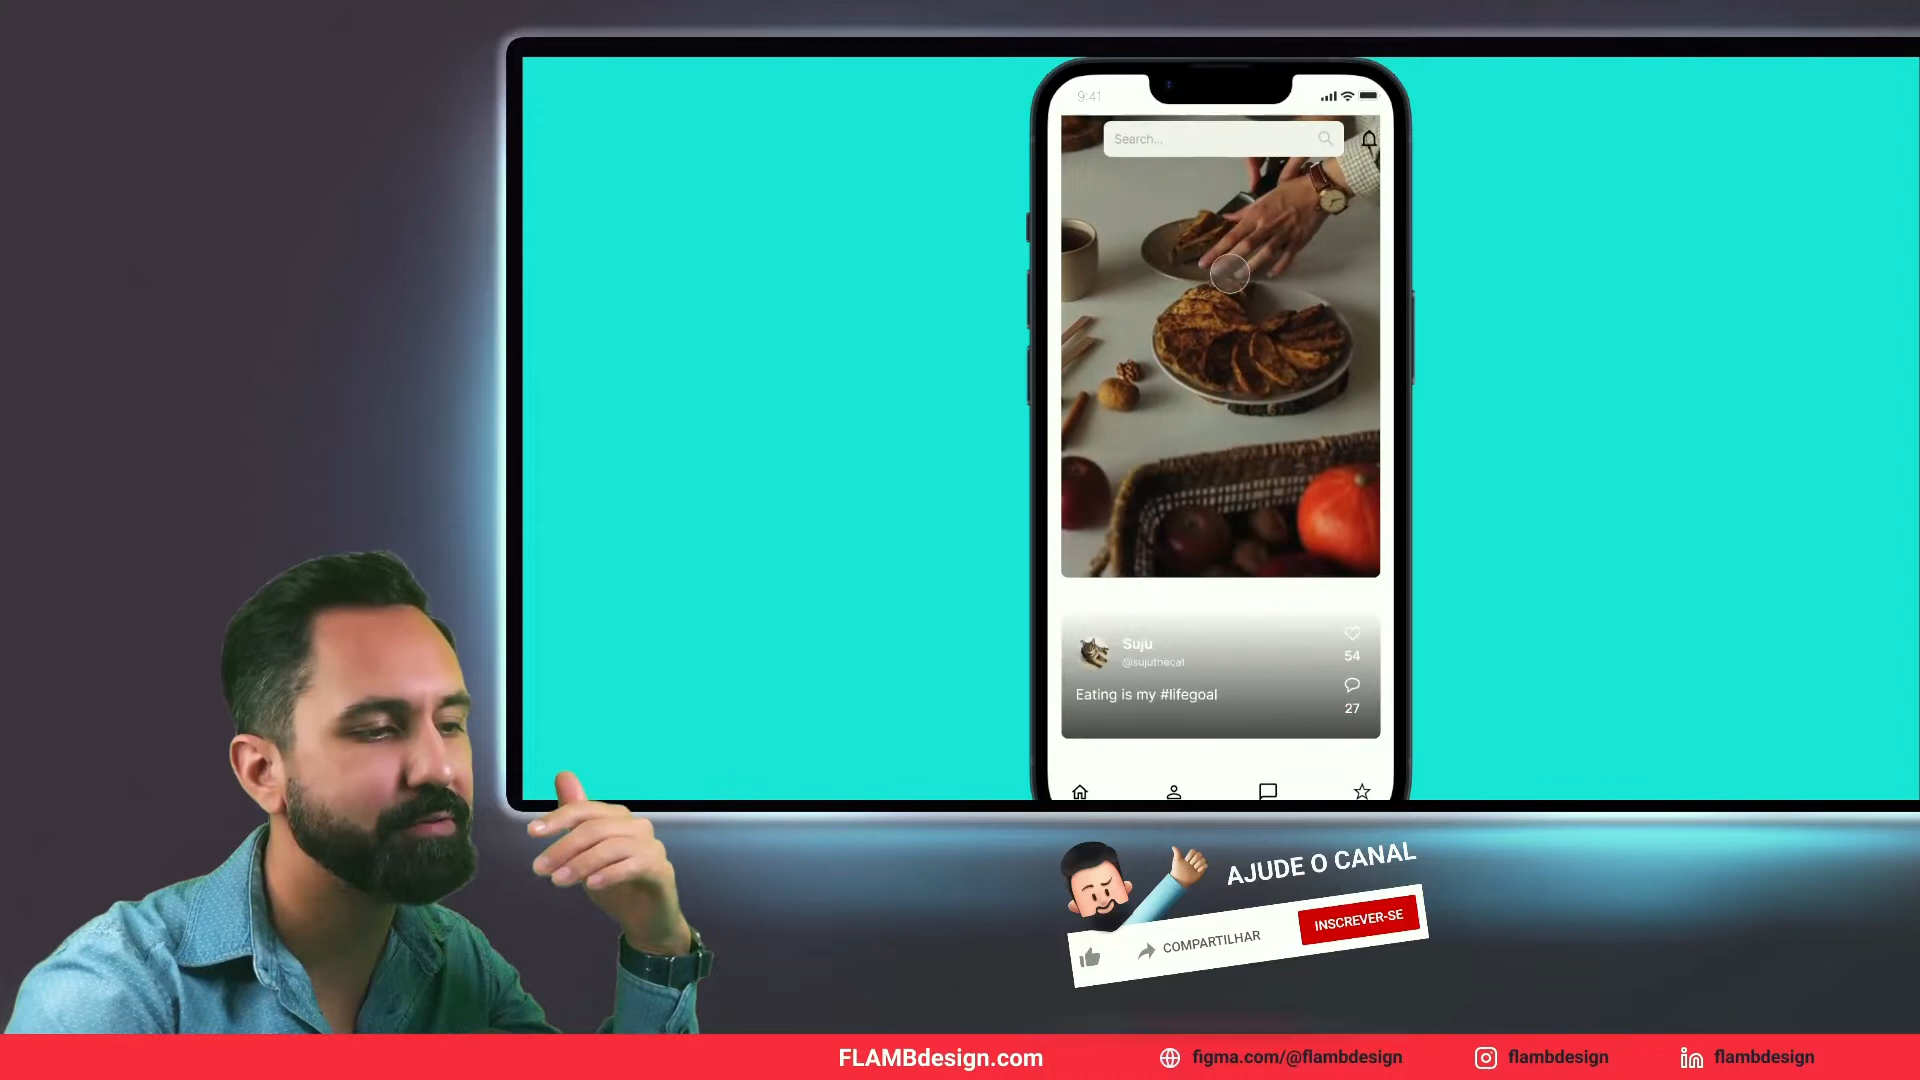 9:41
Search...
Suju
@sujuthecat
54
Eating is my #lifegoal
27
AJUDE O CANAL
COMPARTILHAR
INSCREVER-SE
FLAMBdesign.com
figma.com/@flambdesign
flambdesign
flambdesign